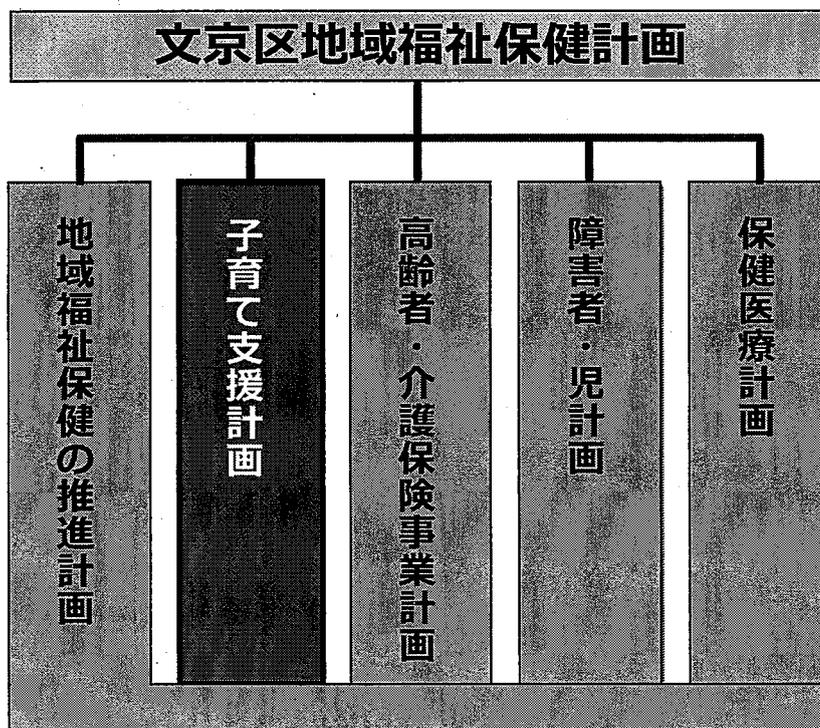 文京区地域福祉保健計画
地域福祉保健の推進計画
子育て支援計画
高齢者・介護保険事業計画
障害者・児計画
保健医療計画